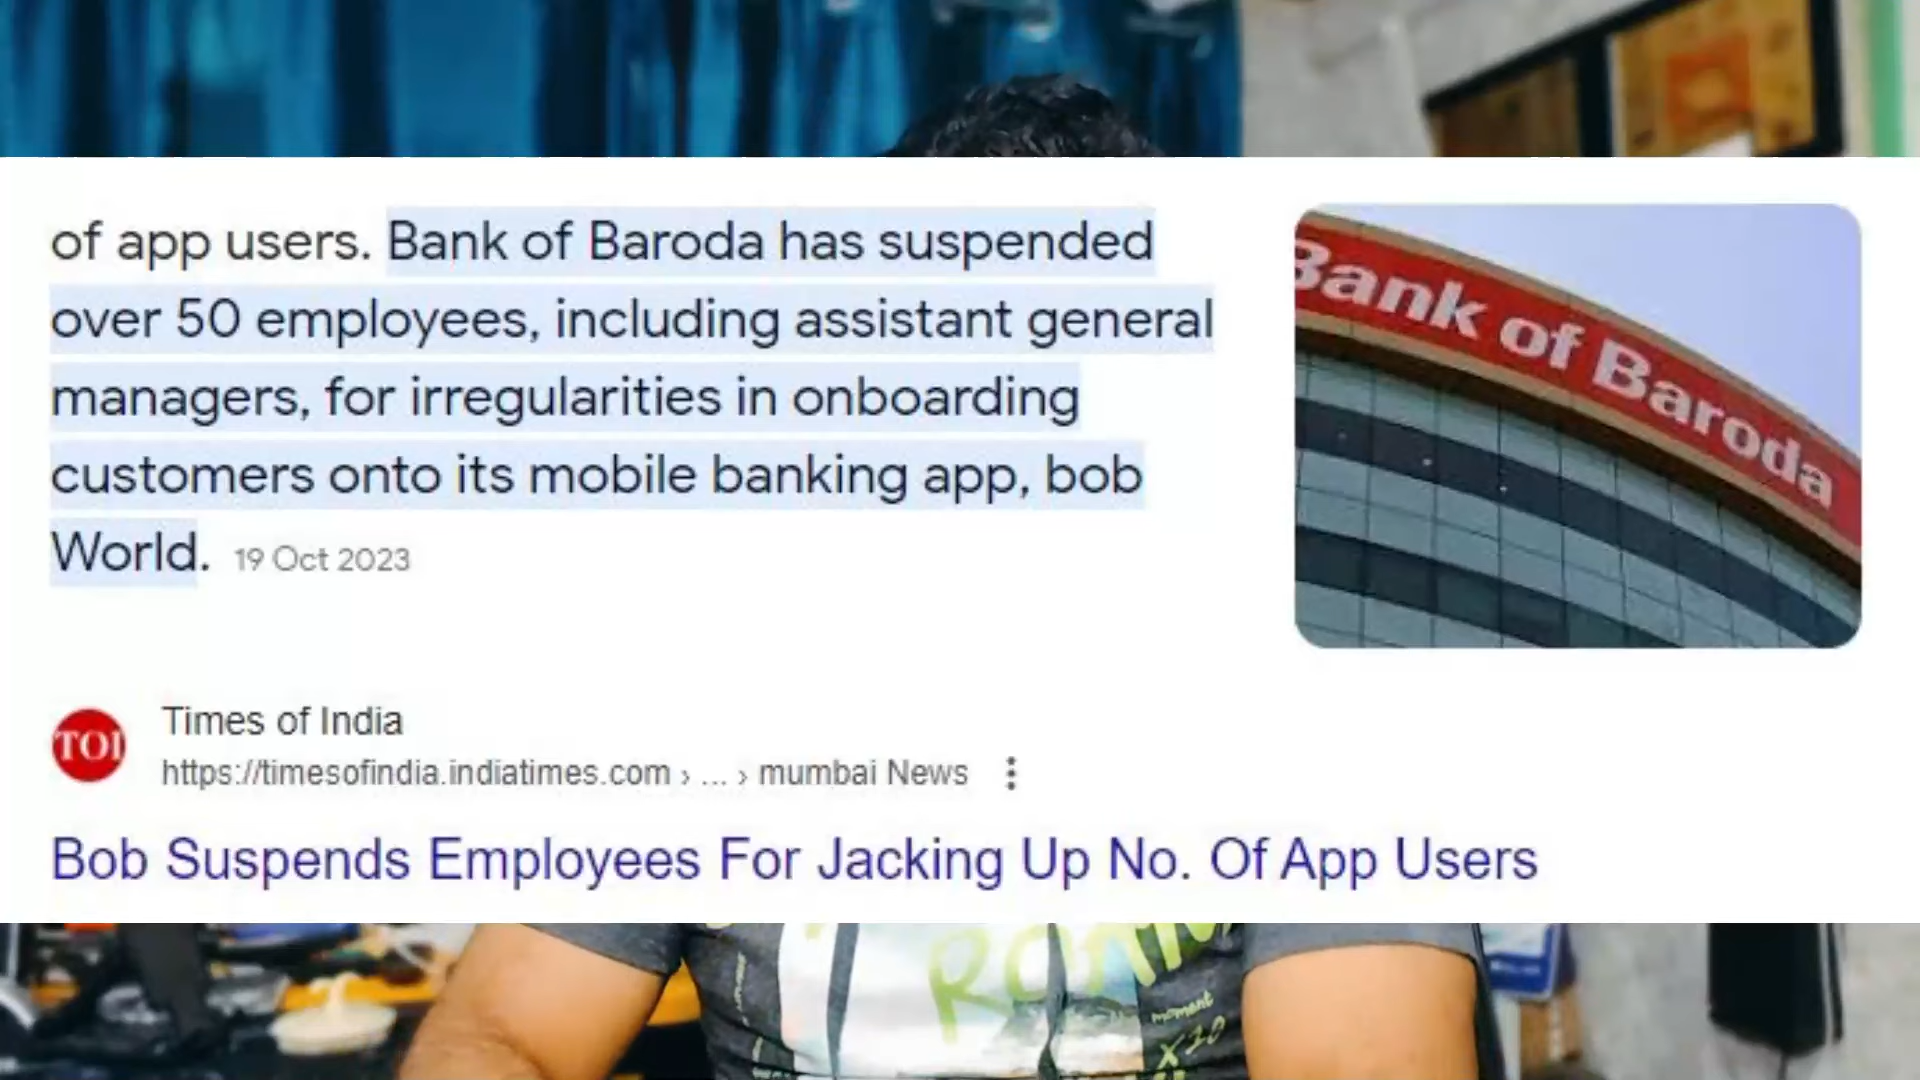 of app users. Bank of Baroda has suspended
over 50 employees, including assistant general
managers, for irregularities in onboarding
customers onto its mobile banking app, bob
World. 19 Oct 2023
Bank of Baroda
TOI
Times of India
https://timesofindia.indiatimes.com › ... › mumbai News
Bob Suspends Employees For Jacking Up No. Of App Users
moment
X20